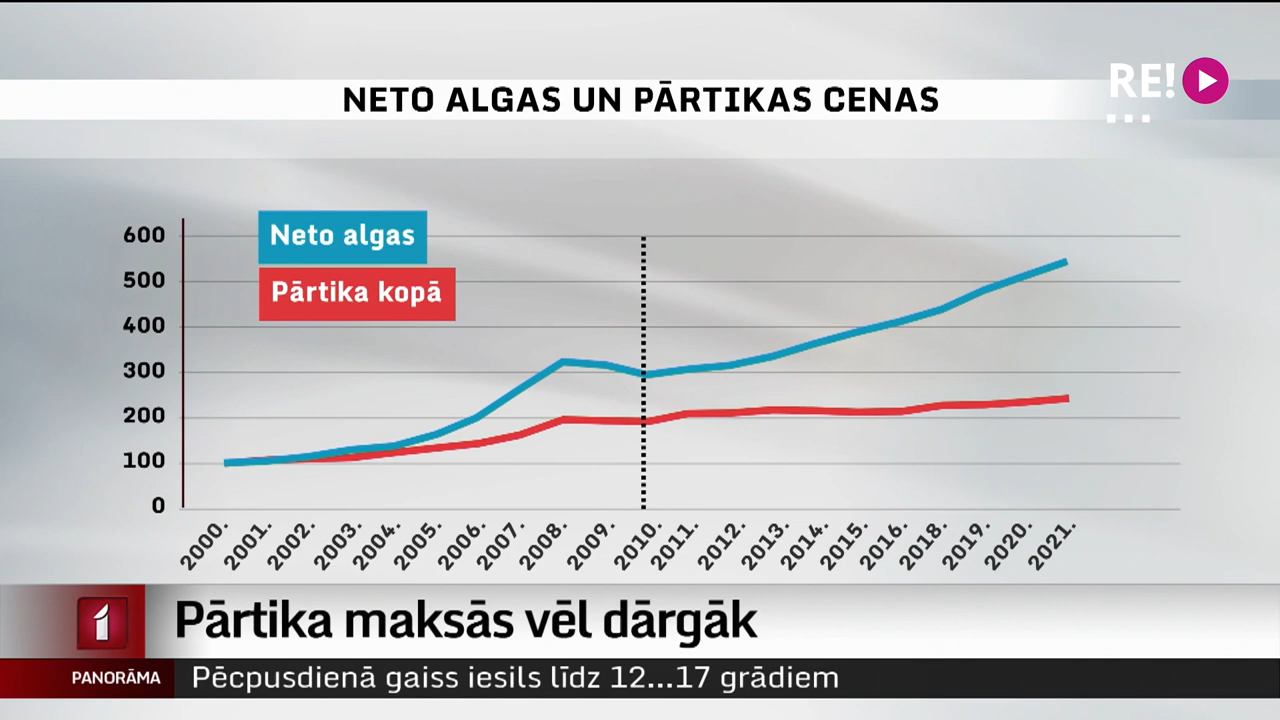 RE!
NETO ALGAS UN PĀRTIKAS CENAS
Neto algas
Pārtika kopā
600
500
400
300
200
100
0
2000. 2001. 2002. 2003. 2004. 2005. 2006. 2007. 2008. 2009. 2010. 2011. 2012. 2013. 2014. 2015. 2016. 2018. 2019. 2020. 2021.
1
Pārtika maksās vēl dārgāk
PANORĀMA
Pēcpusdienā gaiss iesils līdz 12...17 grādiem